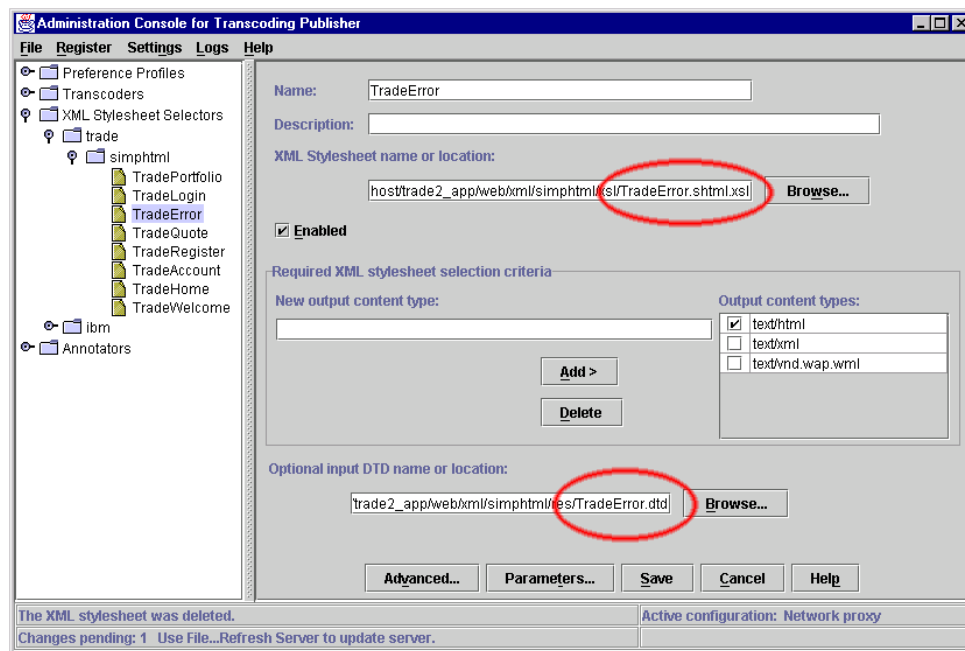 Administration Console for Transcoding Publisher
File Register Settings Logs Help
Preference Profiles
Transcoders
XML Stylesheet Selectors
trade
simphtml
TradePortfolio
TradeLogin
TradeError
TradeQuote
TradeRegister
TradeAccount
TradeHome
TradeWelcome
ibm
Annotators
Name: TradeError
Description:
XML Stylesheet name or location:
host/trade2_app/web/xml/simphtml/xsl/TradeError.shtml.xsl Browse...
Enabled
Required XML stylesheet selection criteria
New output content type: Output content types:
text/html
text/xml
text/vnd.wap.wml
Add >
Delete
Optional input DTD name or location:
trade2_app/web/xml/simphtml/res/TradeError.dtd Browse...
Advanced... Parameters... Save Cancel Help
The XML stylesheet was deleted. Active configuration: Network proxy
Changes pending: 1 Use File...Refresh Server to update server.